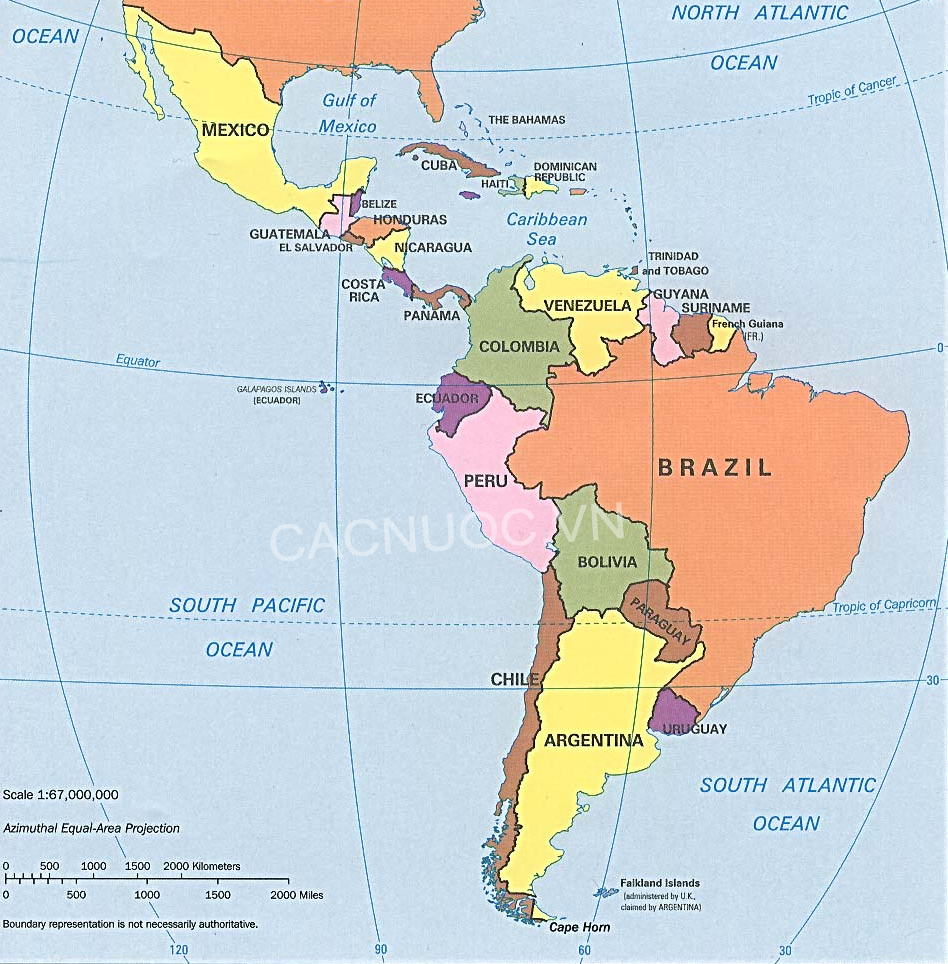 OCEAN
NORTH ATLANTIC
OCEAN
Tropic of Cancer
Gulf of
Mexico
MEXICO
THE BAHAMAS
CUBA
HAITI
DOMINICAN
REPUBLIC
BELIZE
HONDURAS
GUATEMALA
EL SALVADOR
NICARAGUA
Caribbean
Sea
COSTA
RICA
PANAMA
TRINIDAD
and TOBAGO
VENEZUELA
GUYANA
SURINAME
French Guiana
(FR.)
COLOMBIA
Equator
0
GALAPAGOS ISLANDS
(ECUADOR)
ECUADOR
PERU
BRAZIL
CACNUOC.VN
BOLIVIA
SOUTH PACIFIC
OCEAN
PARAGUAY
Tropic of Capricorn
CHILE
30
ARGENTINA
URUGUAY
SOUTH ATLANTIC
OCEAN
Scale 1:67,000,000
Azimuthal Equal-Area Projection
0 500 1000 1500 2000 Kilometers
0 500 1000 1500 2000 Miles
Boundary representation is not necessarily authoritative.
Falkland Islands
(administered by U.K.,
claimed by ARGENTINA)
Cape Horn
120
90
60
30